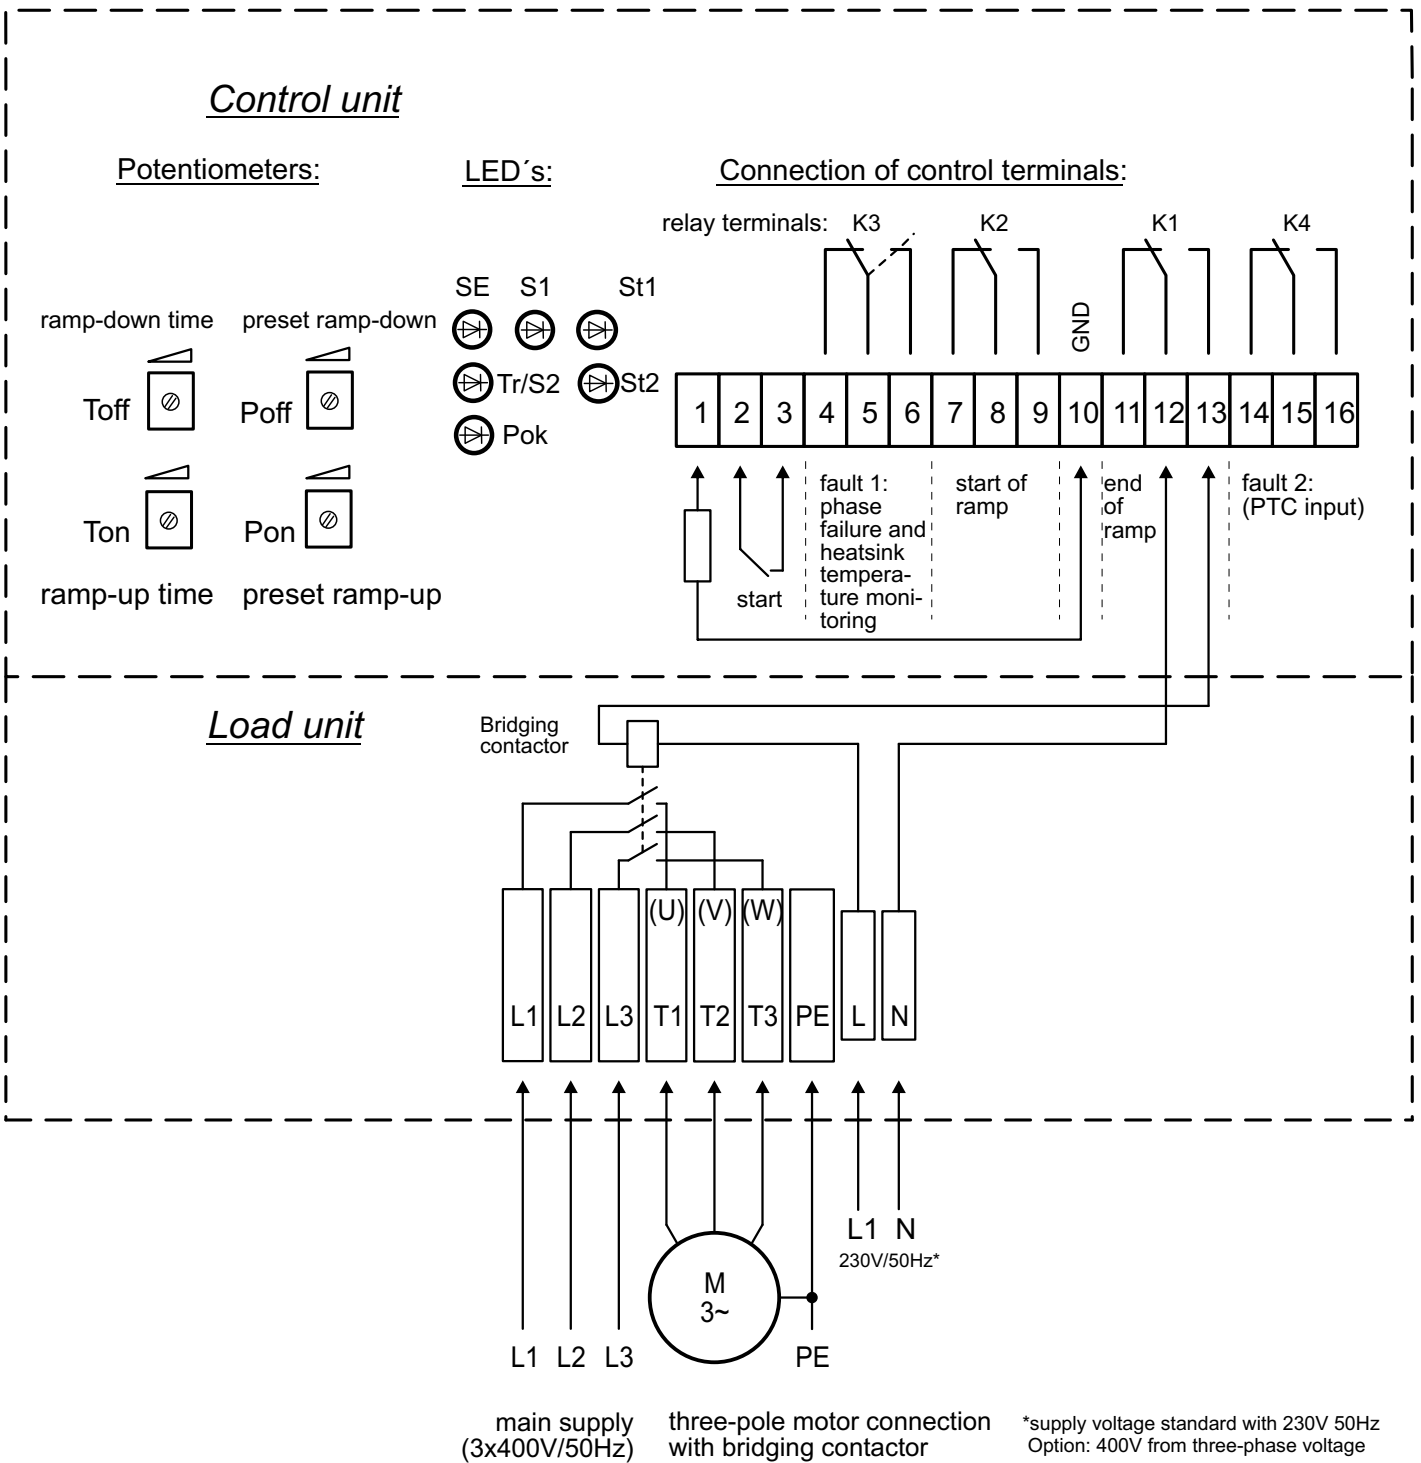 Control unit
Potentiometers:
LED´s:
Connection of control terminals:
relay terminals:
K3
K2
K1
K4
ramp-down time
preset ramp-down
SE
S1
St1
GND
Toff
Poff
Tr/S2
St2
Pok
1 2 3 4 5 6 7 8 9 10 11 12 13 14 15 16
Ton
Pon
ramp-up time
preset ramp-up
start
fault 1:
phase
failure and
heatsink
tempera-
ture moni-
toring
start of
ramp
end
of
ramp
fault 2:
(PTC input)
Load unit
Bridging
contactor
(U) (V) (W)
L1 L2 L3 T1 T2 T3 PE L N
L1 N
230V/50Hz*
M
3~
L1 L2 L3
PE
main supply
(3x400V/50Hz)
three-pole motor connection
with bridging contactor
*supply voltage standard with 230V 50Hz
Option: 400V from three-phase voltage